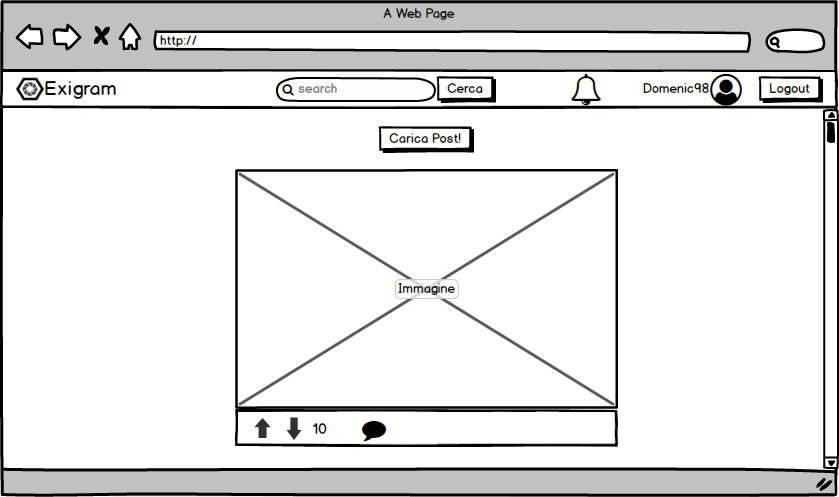 A Web Page
http://
Exigram
search
Cerca
Domenic98
Logout
Carica Post!
Immagine
10